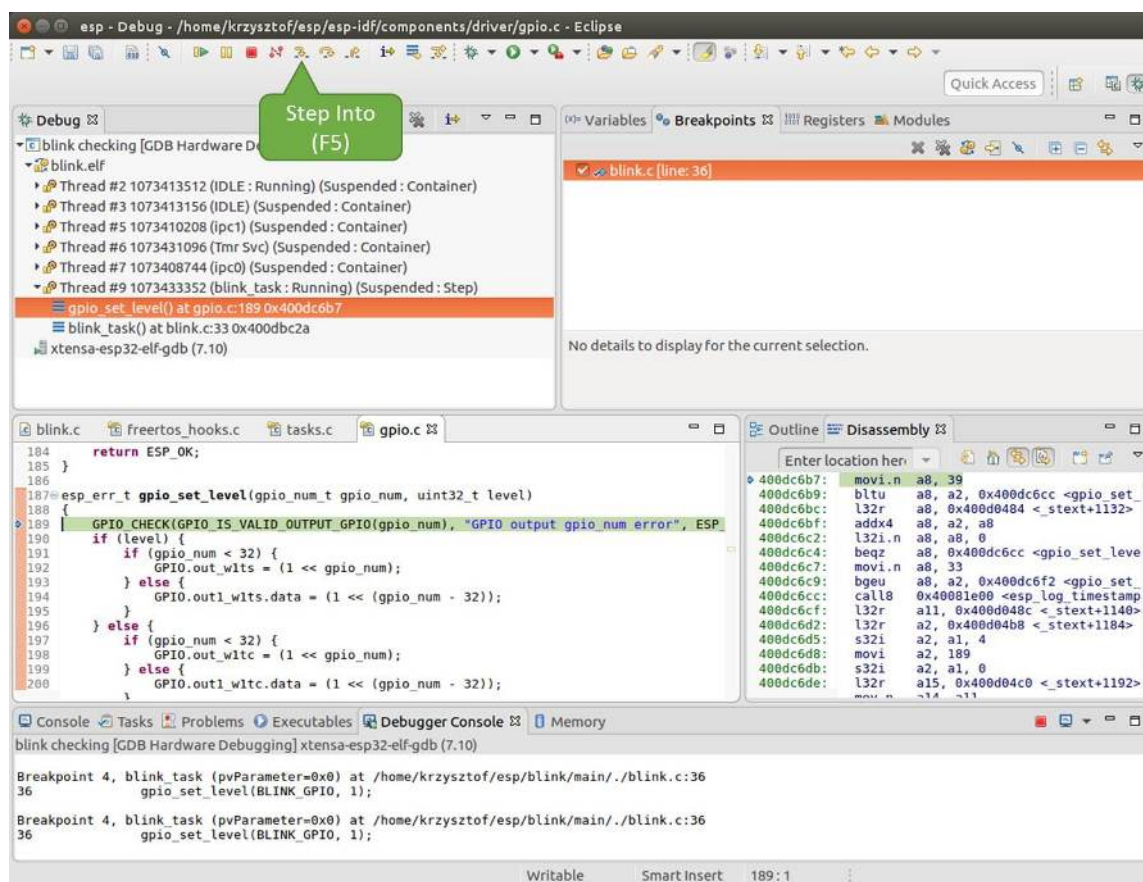 esp - Debug - /home/krzysztof/esp/esp-idf/components/driver/gpio.c - Eclipse
Quick Access
Step Into
(F5)
Debug
blink checking [GDB Hardware De
blink.elf
Thread #2 1073413512 (IDLE : Running) (Suspended : Container)
Thread #3 1073413156 (IDLE) (Suspended : Container)
Thread #5 1073410208 (ipc1) (Suspended : Container)
Thread #6 1073431096 (Tmr Svc) (Suspended : Container)
Thread #7 1073408744 (ipc0) (Suspended : Container)
Thread #9 1073433352 (blink_task : Running) (Suspended : Step)
gpio_set_level() at gpio.c:189 0x400dc6b7
blink_task() at blink.c:33 0x400dbc2a
xtensa-esp32-elf-gdb (7.10)
(x)= Variables Breakpoints Registers Modules
blink.c [line: 36]
No details to display for the current selection.
blink.c freertos_hooks.c tasks.c gpio.c
184 return ESP_OK;
185 }
186
187 esp_err_t gpio_set_level(gpio_num_t gpio_num, uint32_t level)
188 {
189 GPIO_CHECK(GPIO_IS_VALID_OUTPUT_GPIO(gpio_num), "GPIO output gpio_num error", ESP_
190 if (level) {
191 if (gpio_num < 32) {
192 GPIO.out_w1ts = (1 << gpio_num);
193 } else {
194 GPIO.out1_w1ts.data = (1 << (gpio_num - 32));
195 }
196 } else {
197 if (gpio_num < 32) {
198 GPIO.out_w1tc = (1 << gpio_num);
199 } else {
200 GPIO.out1_w1tc.data = (1 << (gpio_num - 32));
}
Outline Disassembly
Enter location her
400dc6b7: movi.n a8, 39
400dc6b9: bltu a8, a2, 0x400dc6cc <gpio_set_
400dc6bc: l32r a8, 0x400d0484 <_stext+1132>
400dc6bf: addx4 a8, a2, a8
400dc6c2: l32i.n a8, a8, 0
400dc6c4: beqz a8, 0x400dc6cc <gpio_set_leve
400dc6c7: movi.n a8, 33
400dc6c9: bgeu a8, a2, 0x400dc6f2 <gpio_set_
400dc6cc: call8 0x40081e00 <esp_log_timestamp
400dc6cf: l32r a11, 0x400d048c <_stext+1140>
400dc6d2: l32r a2, 0x400d04b8 <_stext+1184>
400dc6d5: s32i a2, a1, 4
400dc6d8: movi a2, 189
400dc6db: s32i a2, a1, 0
400dc6de: l32r a15, 0x400d04c0 <_stext+1192>
Console Tasks Problems Executables Debugger Console Memory
blink checking [GDB Hardware Debugging] xtensa-esp32-elf-gdb (7.10)
Breakpoint 4, blink_task (pvParameter=0x0) at /home/krzysztof/esp/blink/main/./blink.c:36
36 gpio_set_level(BLINK_GPIO, 1);
Breakpoint 4, blink_task (pvParameter=0x0) at /home/krzysztof/esp/blink/main/./blink.c:36
36 gpio_set_level(BLINK_GPIO, 1);
Writable Smart Insert 189 : 1